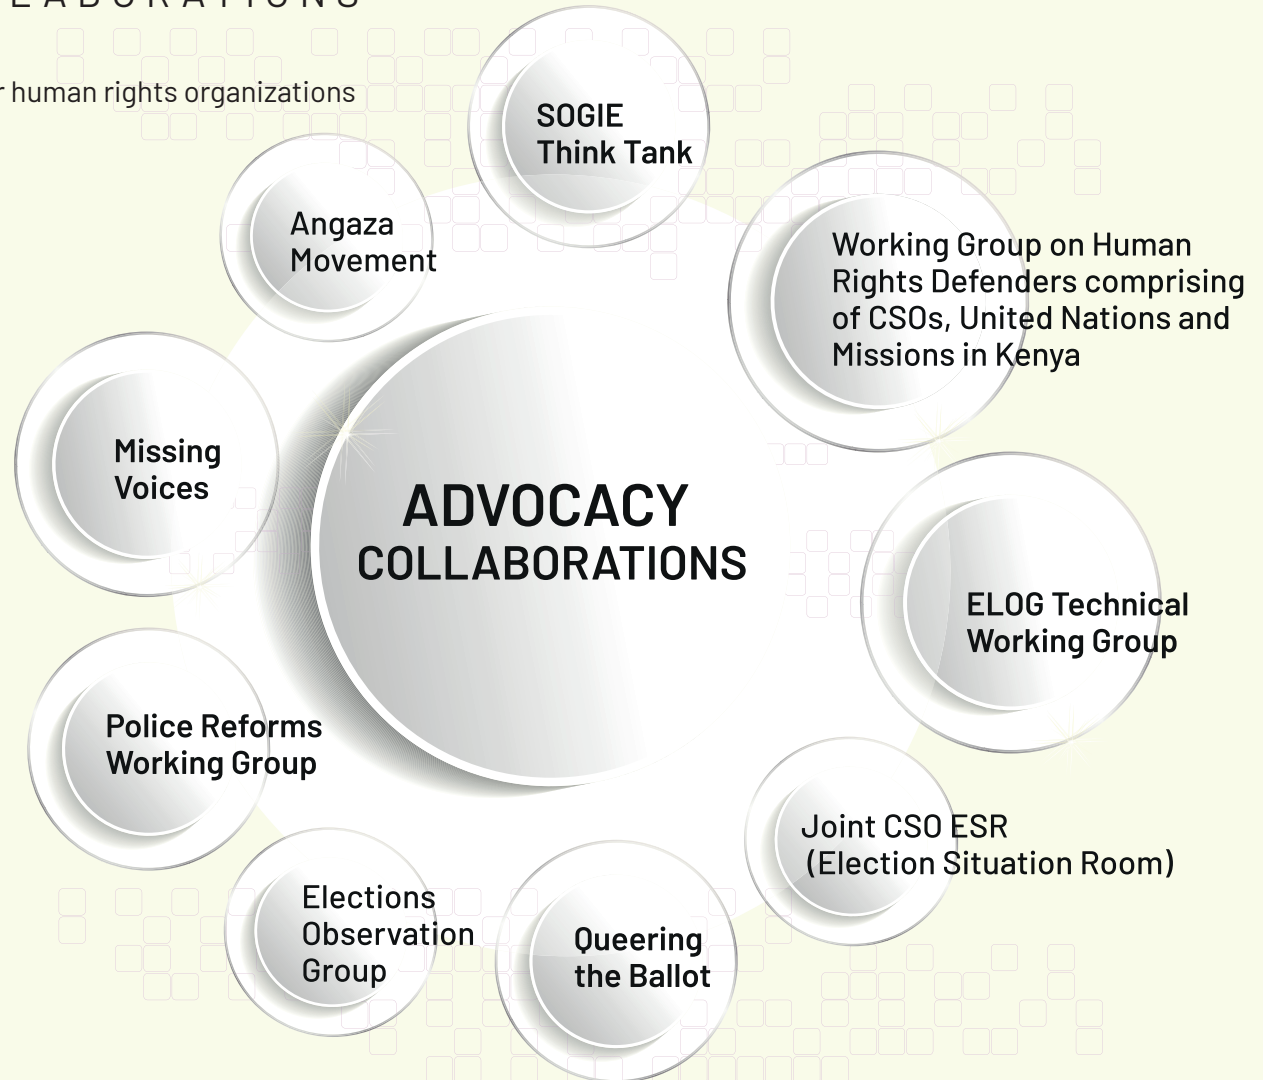 LABORATIONS
r human rights organizations
SOGIE
Think Tank
Angaza
Movement
Working Group on Human
Rights Defenders comprising
of CSOs, United Nations and
Missions in Kenya
Missing
Voices
ADVOCACY
COLLABORATIONS
ELOG Technical
Working Group
Police Reforms
Working Group
Joint CSO ESR
(Election Situation Room)
Elections
Observation
Group
Queering
the Ballot